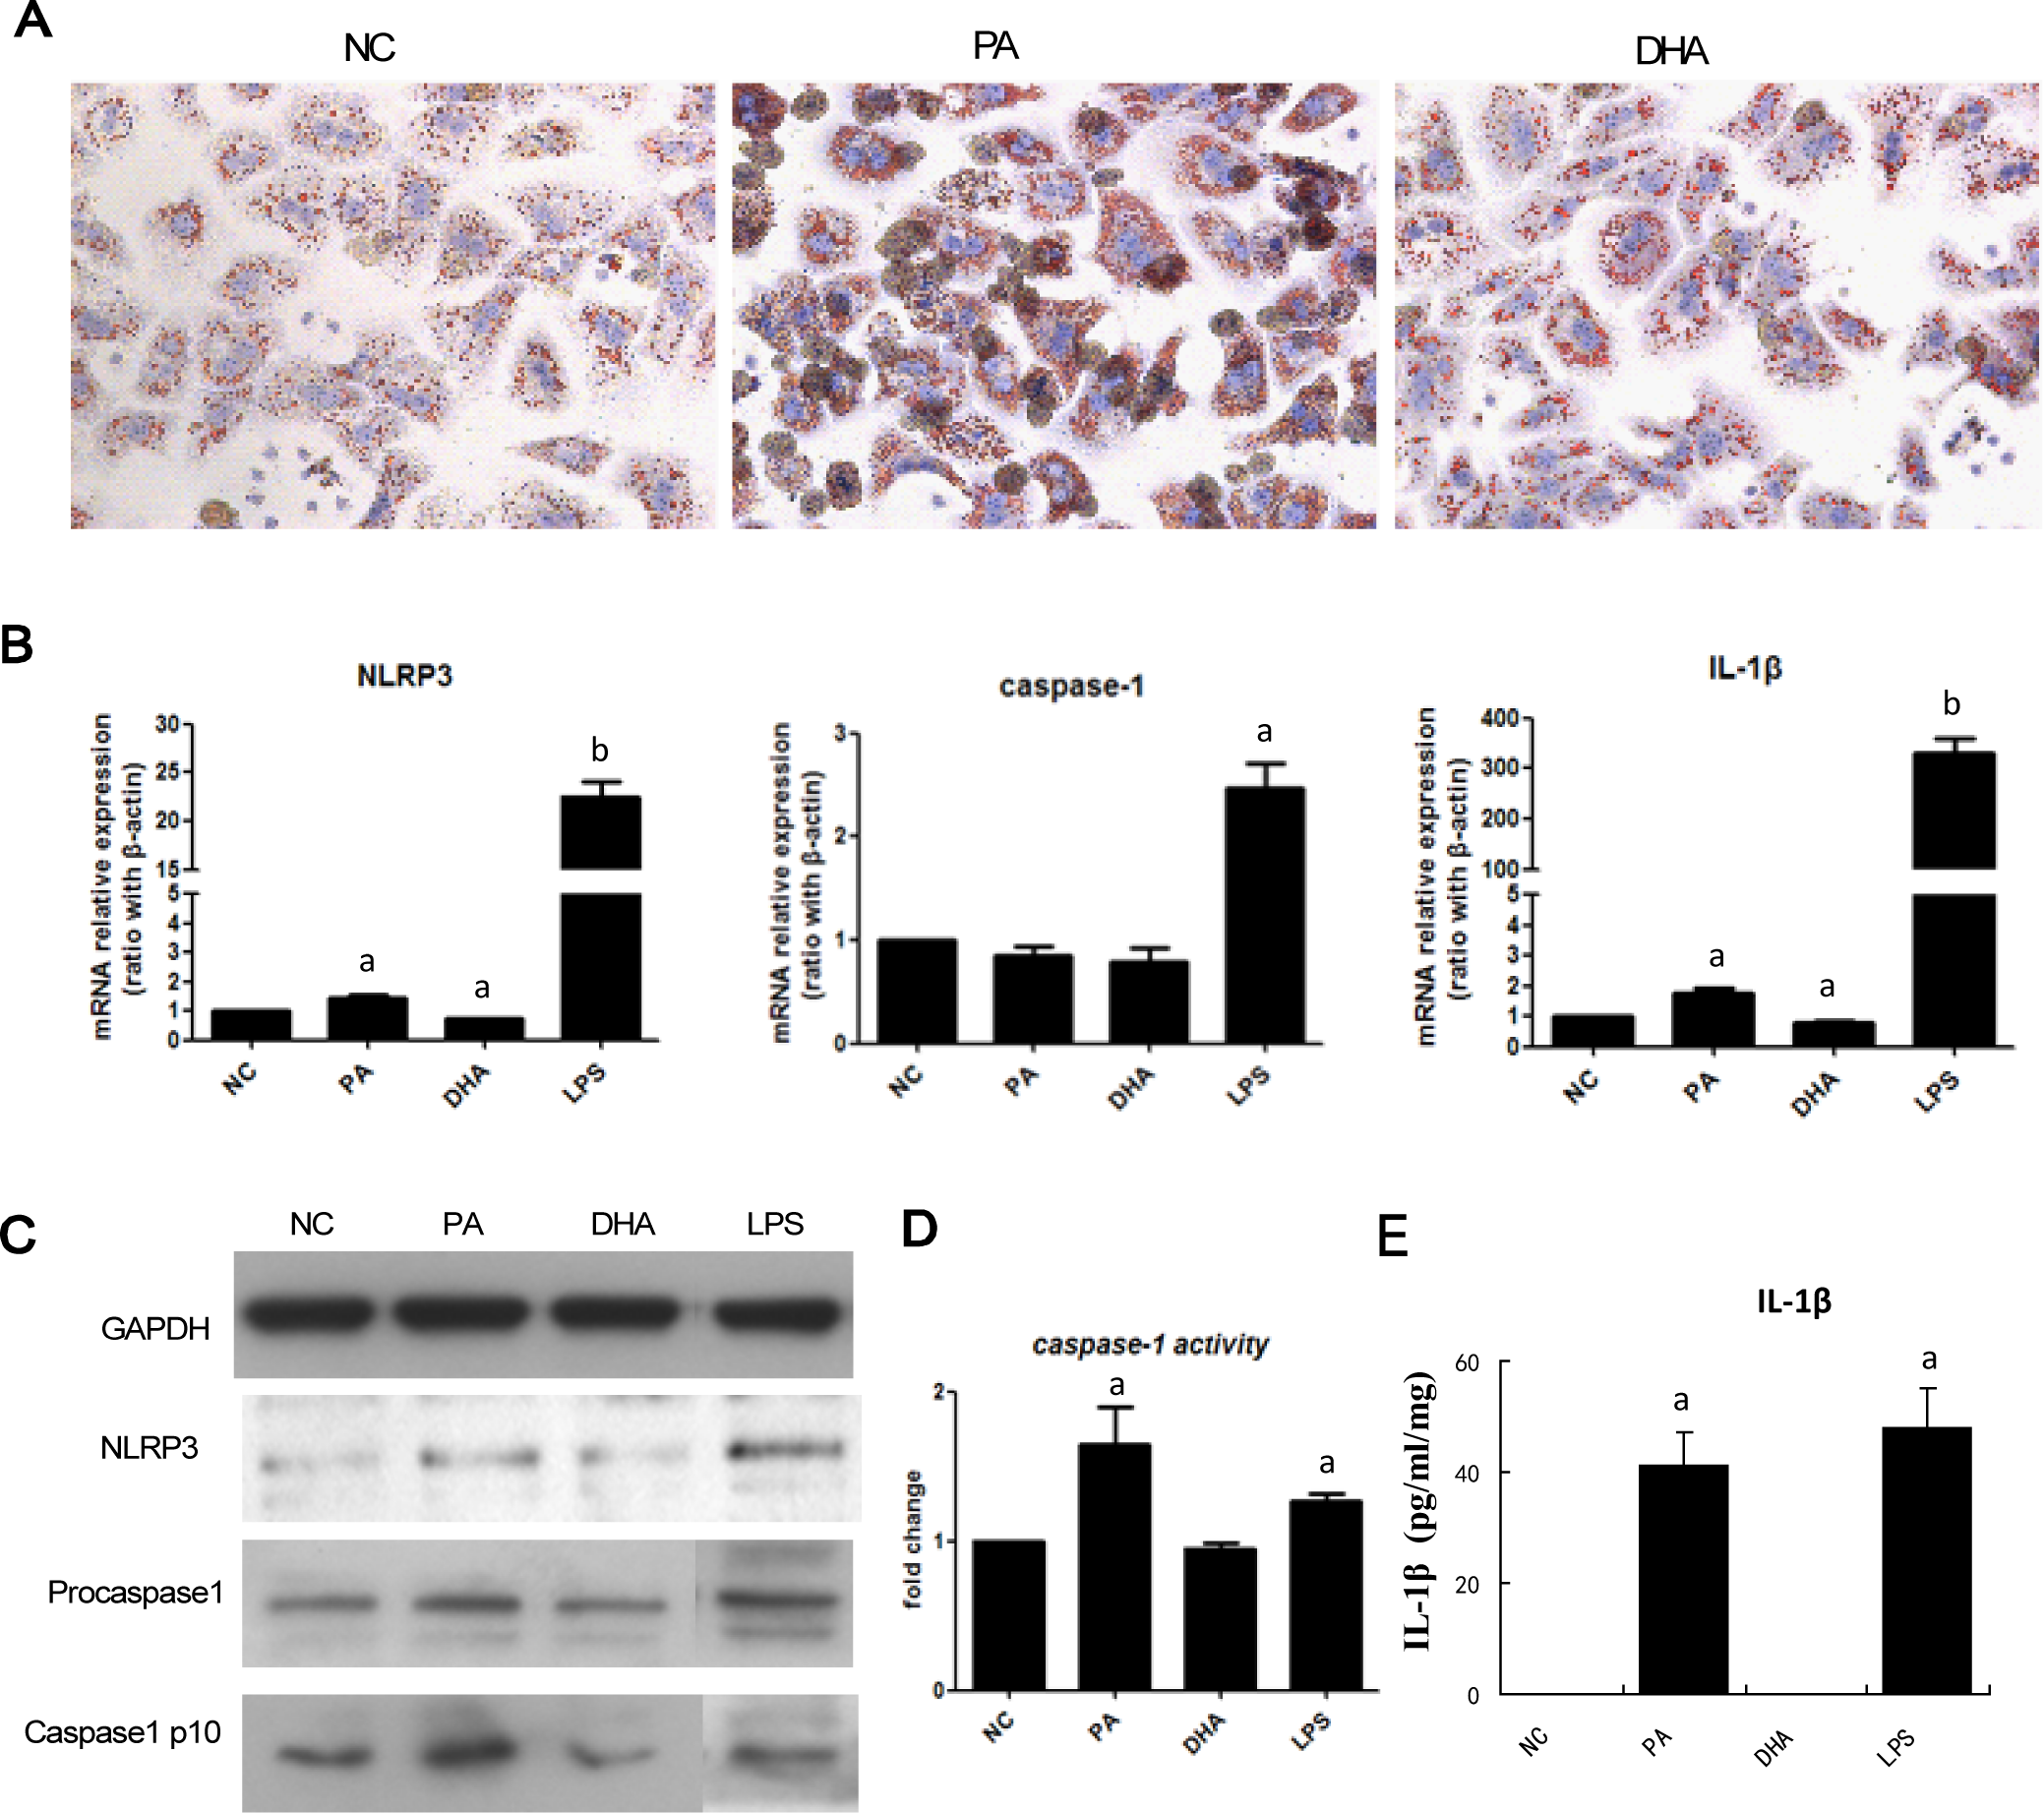 A
NC
PA
DHA
B
NLRP3
mRNA relative expression
(ratio with β-actin)
30
25
20
15
5
4
3
2
1
0
a
a
b
NC
PA
DHA
LPS
caspase-1
mRNA relative expression
(ratio with β-actin)
3
2
1
0
a
NC
PA
DHA
LPS
IL-1β
mRNA relative expression
(ratio with β-actin)
400
300
200
100
5
4
3
2
1
0
a
a
b
NC
PA
DHA
LPS
C
NC
PA
DHA
LPS
GAPDH
NLRP3
Procaspase1
Caspase1 p10
D
caspase-1 activity
fold change
2
1
0
a
a
NC
PA
DHA
LPS
E
IL-1β
IL-1β (pg/ml/mg)
60
40
20
0
a
a
NC
PA
DHA
LPS